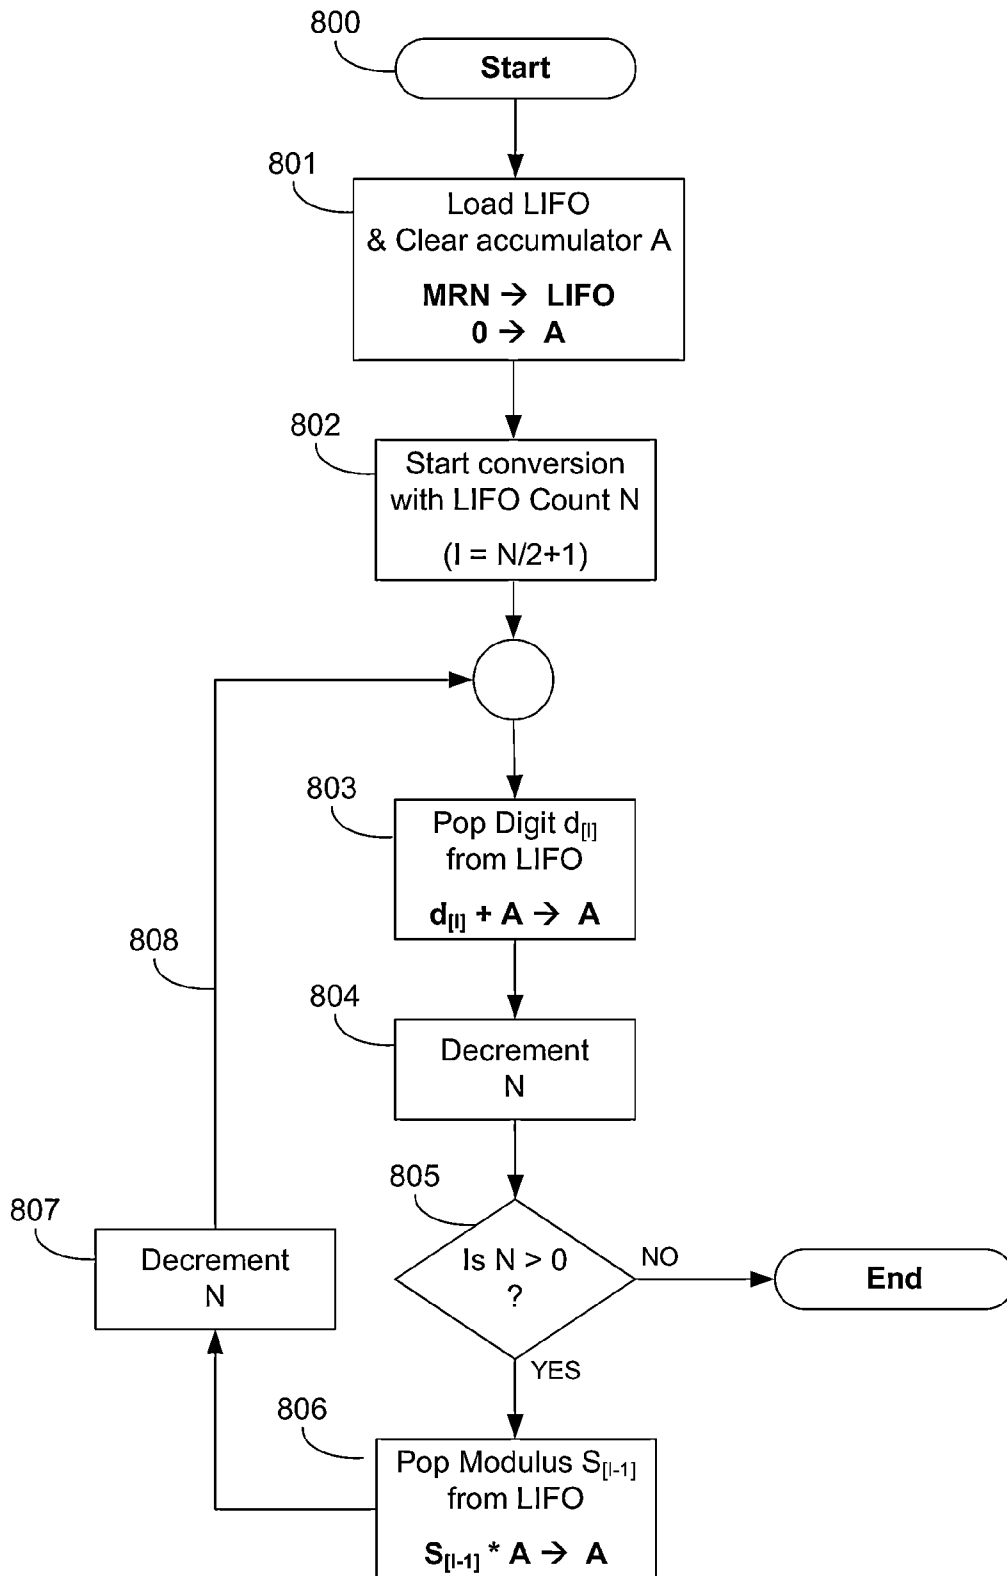 800
Start
801
Load LIFO
& Clear accumulator A
MRN → LIFO
0 → A
802
Start conversion
with LIFO Count N
(I = N/2+1)
803
Pop Digit d[I]
from LIFO
d[I] + A → A
808
804
Decrement
N
805
Is N > 0
?
NO
End
YES
807
Decrement
N
806
Pop Modulus S[I-1]
from LIFO
S[I-1] * A → A